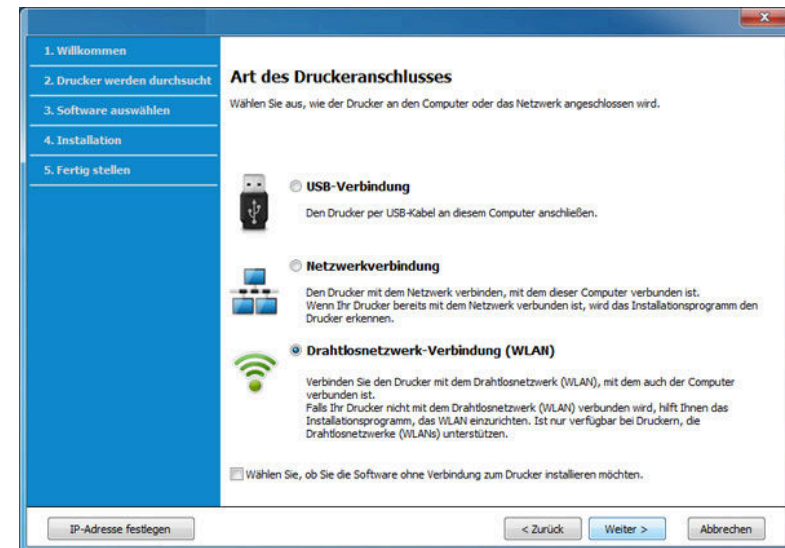 1. Willkommen
2. Drucker werden durchsucht
3. Software auswählen
4. Installation
5. Fertig stellen
Art des Druckeranschlusses
Wählen Sie aus, wie der Drucker an den Computer oder das Netzwerk angeschlossen wird.
USB-Verbindung
Den Drucker per USB-Kabel an diesem Computer anschließen.
Netzwerkverbindung
Den Drucker mit dem Netzwerk verbinden, mit dem dieser Computer verbunden ist.
Wenn Ihr Drucker bereits mit dem Netzwerk verbunden ist, wird das Installationsprogramm den
Drucker erkennen.
Drahtlosnetzwerk-Verbindung (WLAN)
Verbinden Sie den Drucker mit dem Drahtlosnetzwerk (WLAN), mit dem auch der Computer
verbunden ist.
Falls Ihr Drucker nicht mit dem Drahtlosnetzwerk (WLAN) verbunden wird, hilft Ihnen das
Installationsprogramm, das WLAN einzurichten. Ist nur verfügbar bei Druckern, die
Drahtlosnetzwerke (WLANs) unterstützen.
Wählen Sie, ob Sie die Software ohne Verbindung zum Drucker installieren möchten.
IP-Adresse festlegen
< Zurück
Weiter >
Abbrechen